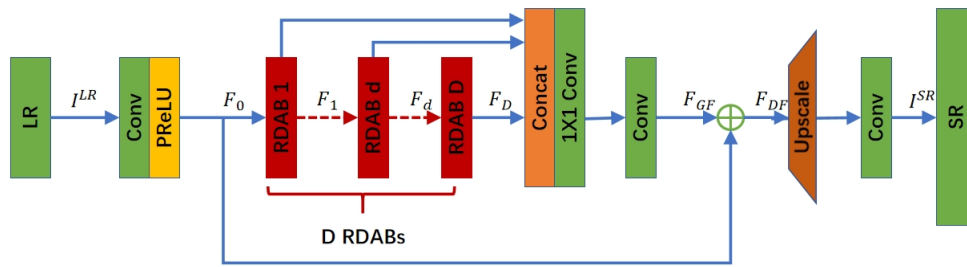 LR
I^{LR}
Conv
PReLU
F_0
RDAB 1
F_1
RDAB d
F_d
RDAB D
F_D
Concat
1X1 Conv
Conv
F_{GF}
F_{DF}
Upscale
Conv
I^{SR}
SR
D RDABs